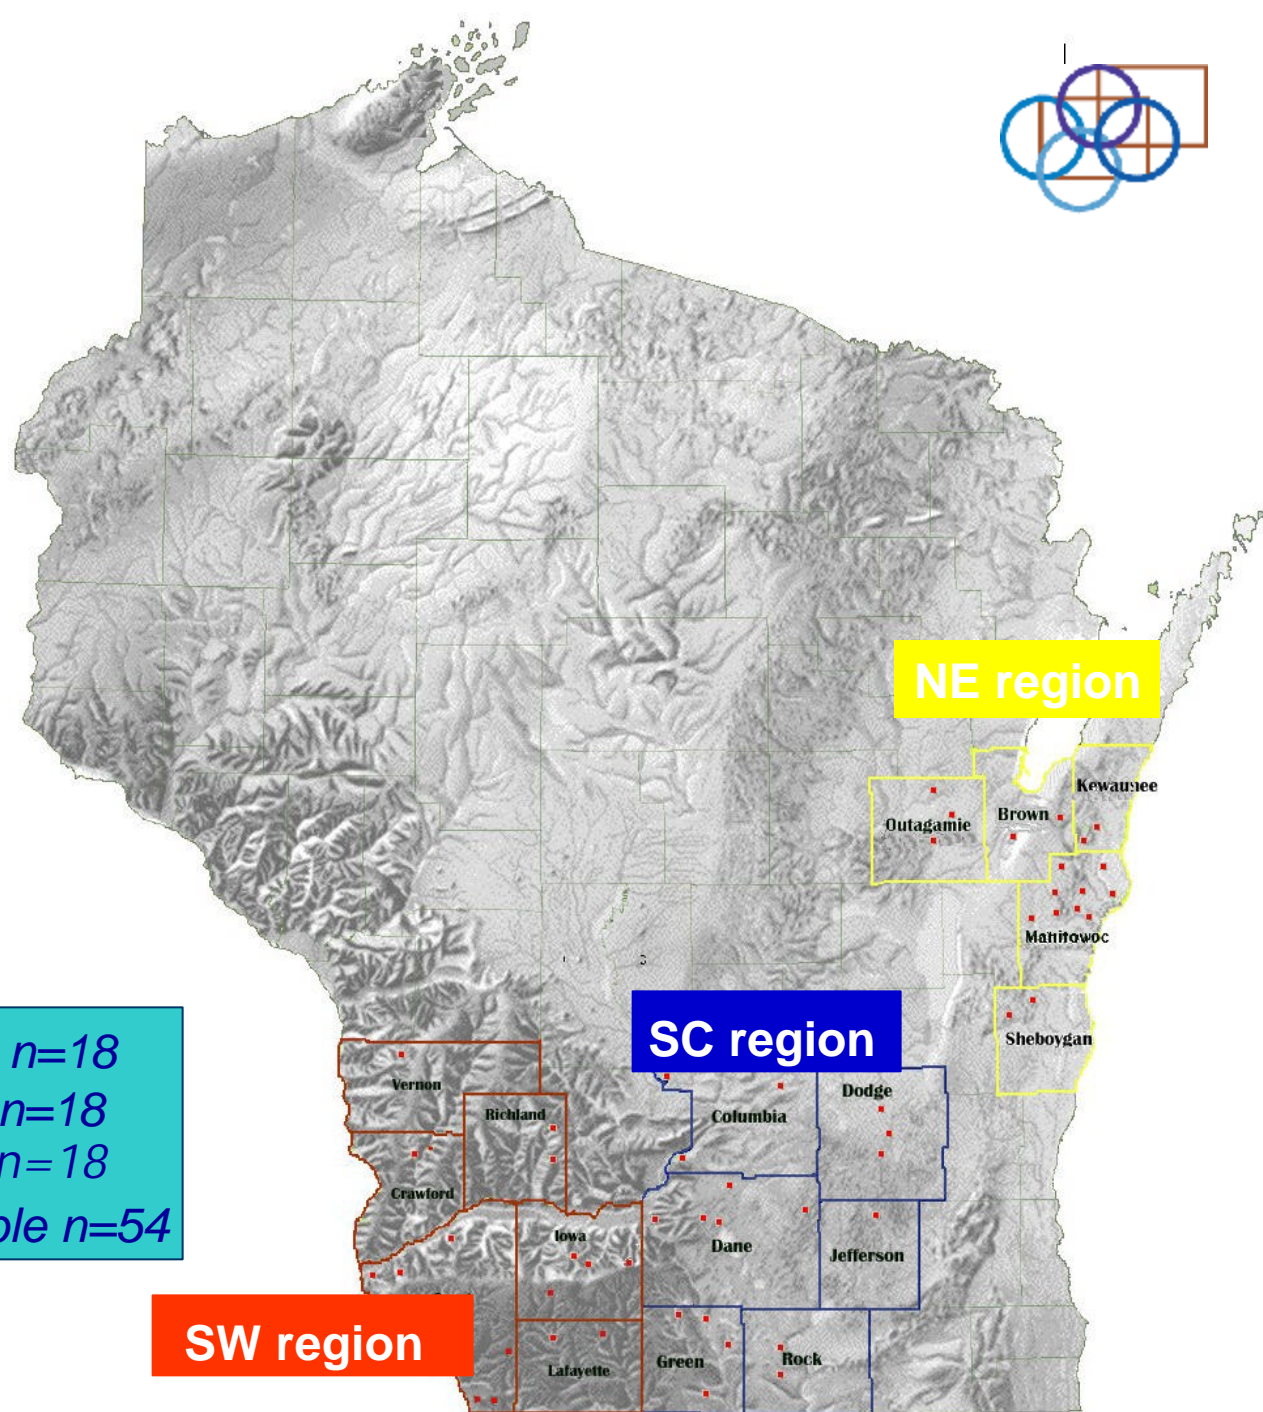 NE region
Kewaunee
Outagamie
Brown
Manitowoc
Sheboygan
SC region
n=18
n=18
n=18
n=54
Vernon
Richland
Crawford
Columbia
Dodge
Iowa
Dane
Jefferson
SW region
Lafayette
Green
Rock